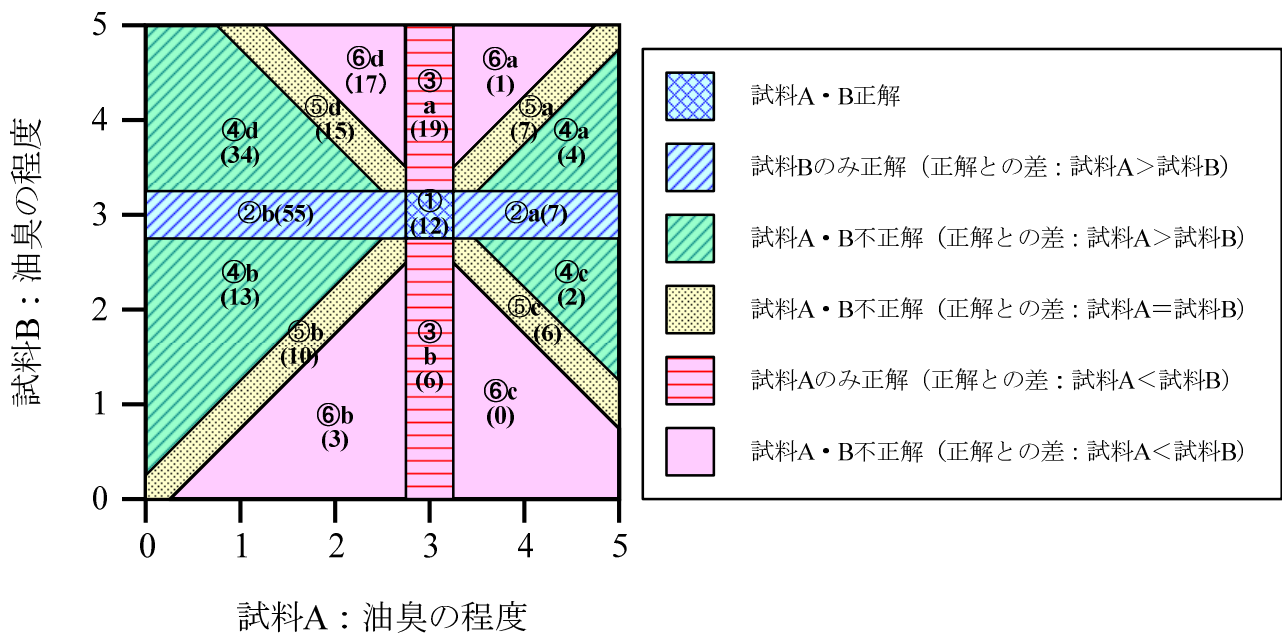 5
4
3
2
1
0
試料B:油臭の程度
⑥d
(17)
③
a
(19)
⑥a
(1)
⑤d
(15)
⑤a
(7)
④d
(34)
④a
(4)
②b(55)
①
(12)
②a(7)
④b
(13)
④c
(2)
⑤b
(10)
③
b
(6)
⑤c
(6)
⑥b
(3)
⑥c
(0)
0
1
2
3
4
5
試料A:油臭の程度
試料A・B正解
試料Bのみ正解(正解との差:試料A>試料B)
試料A・B不正解(正解との差:試料A>試料B)
試料A・B不正解(正解との差:試料A=試料B)
試料Aのみ正解(正解との差:試料A<試料B)
試料A・B不正解(正解との差:試料A<試料B)